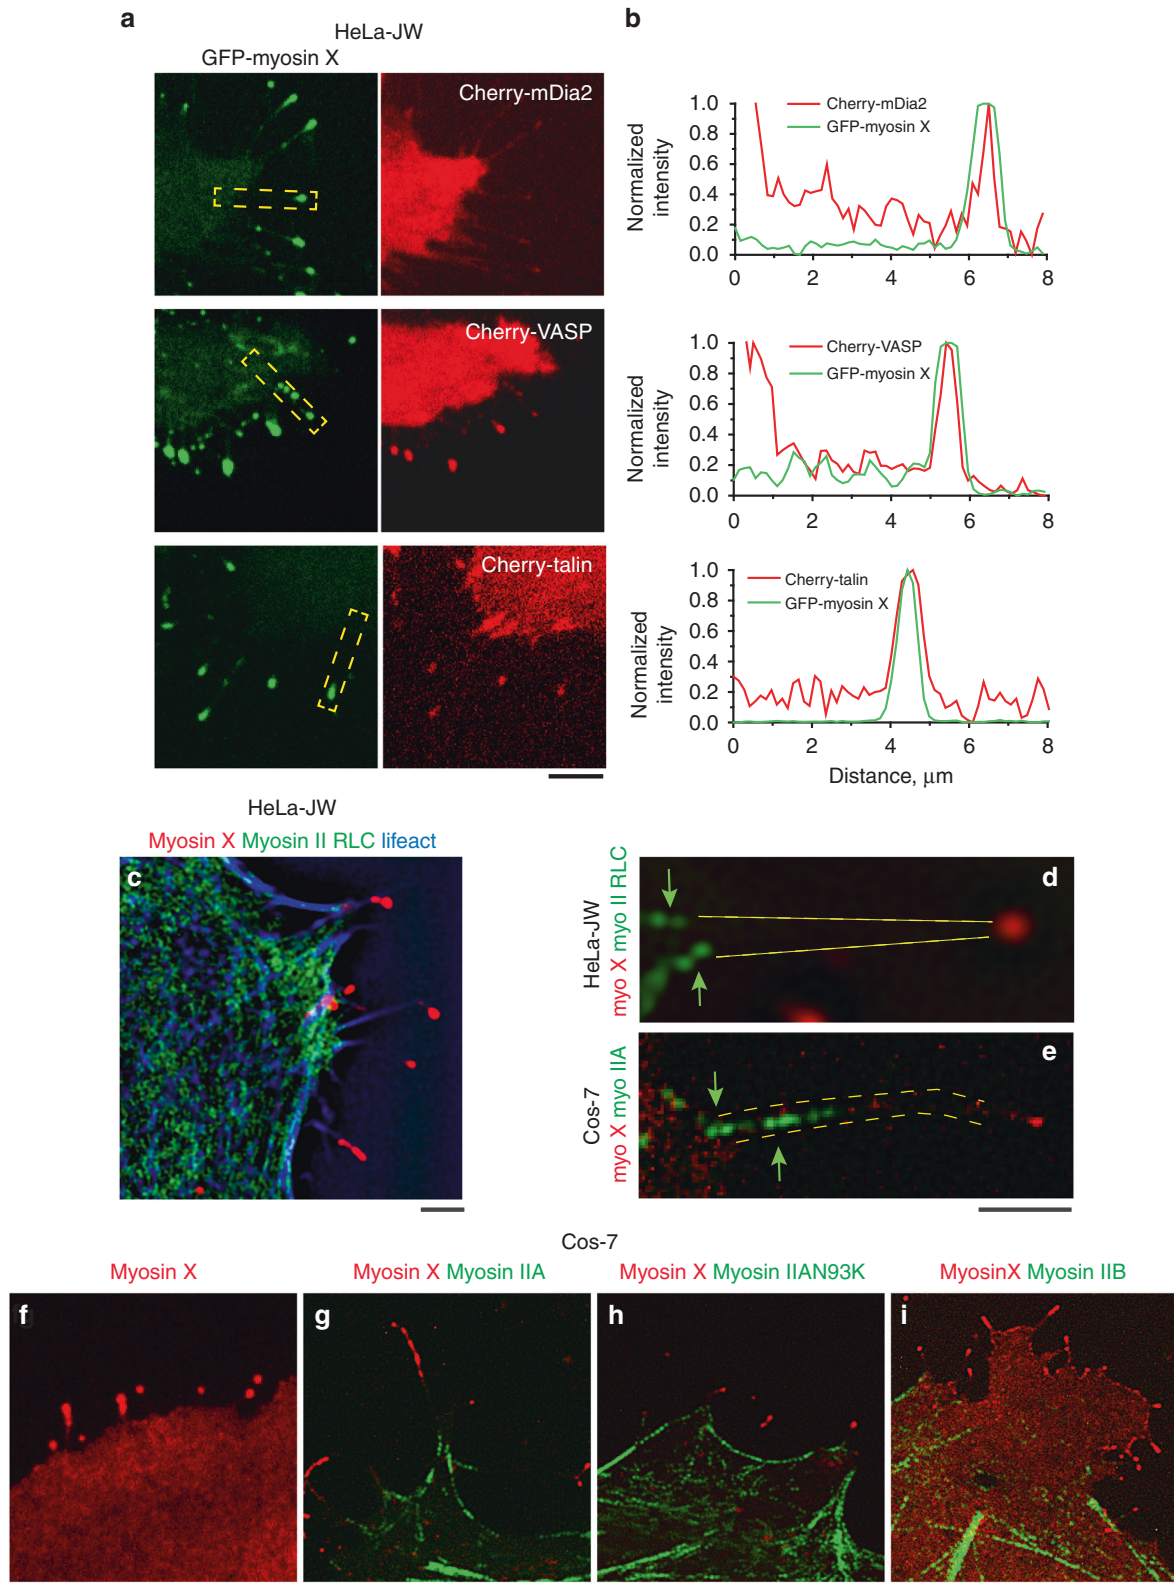 a
HeLa-JW
GFP-myosin X
Cherry-mDia2
Cherry-VASP
Cherry-talin
b
Normalized
intensity
1.0
0.8
0.6
0.4
0.2
0.0
0 2 4 6 8
Cherry-mDia2
GFP-myosin X
Normalized
intensity
1.0
0.8
0.6
0.4
0.2
0.0
0 2 4 6 8
Cherry-VASP
GFP-myosin X
Normalized
intensity
1.0
0.8
0.6
0.4
0.2
0.0
0 2 4 6 8
Cherry-talin
GFP-myosin X
Distance, μm
HeLa-JW
Myosin X Myosin II RLC lifeact
c
HeLa-JW
myo X myo II RLC
d
Cos-7
myo X myo IIA
e
Cos-7
Myosin X
Myosin X Myosin IIA
Myosin X Myosin IIAN93K
MyosinX Myosin IIB
f
g
h
i